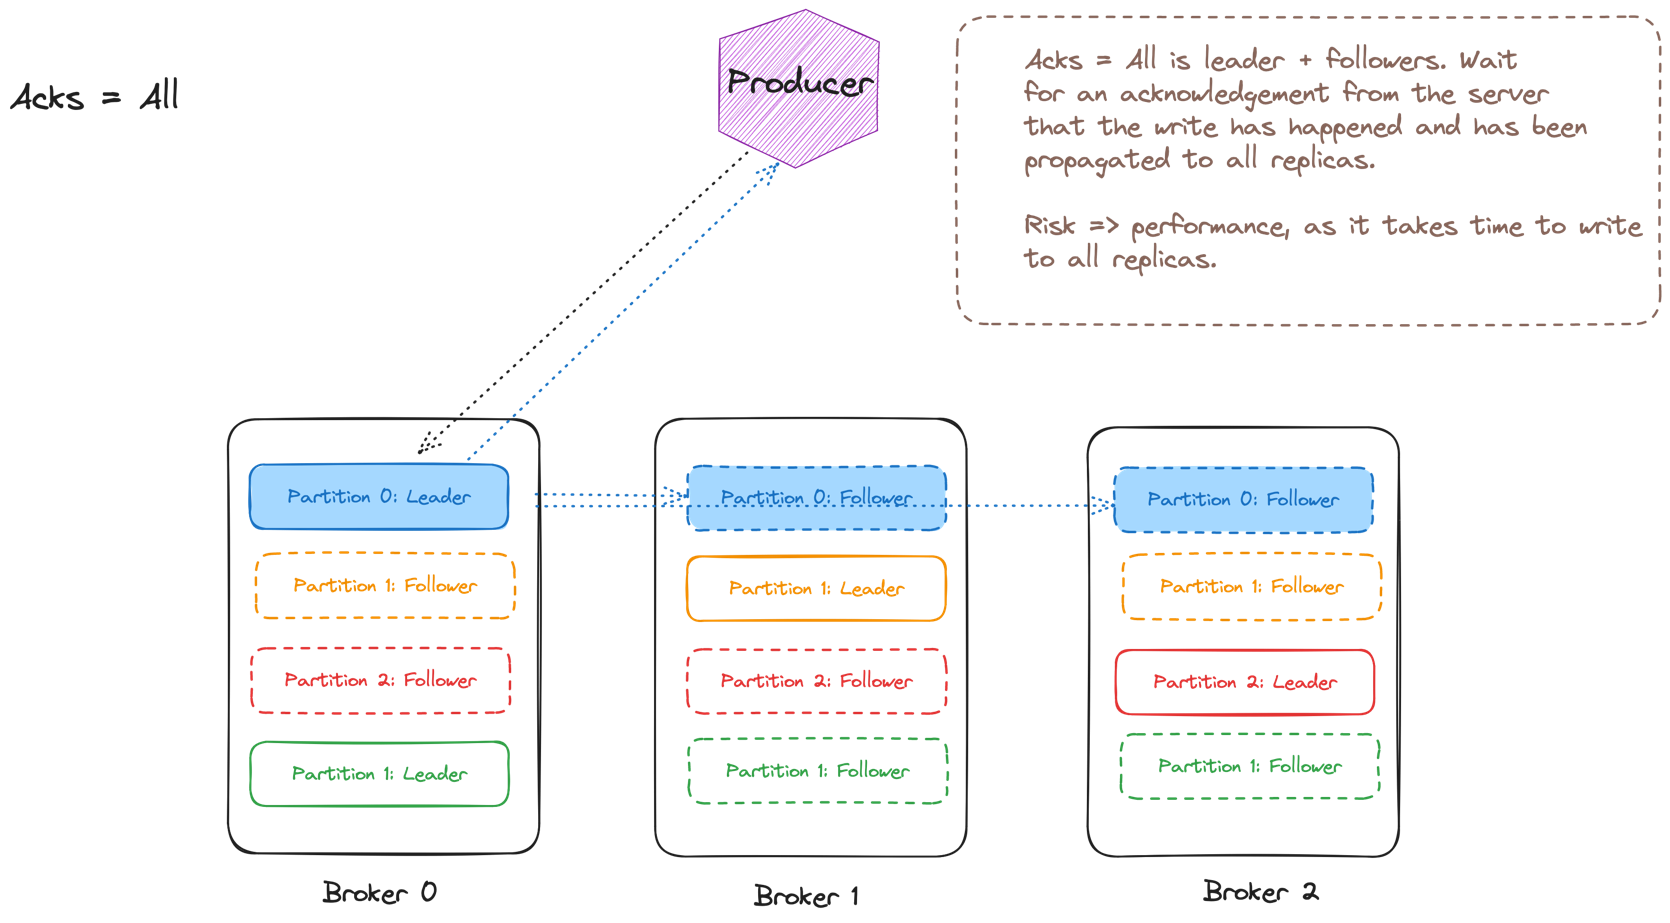 Acks = All
Producer
Acks = All is leader + followers. Wait
for an acknowledgement from the server
that the write has happened and has been
propagated to all replicas.
Risk => performance, as it takes time to write
to all replicas.
Partition 0: Leader
Partition 1: Follower
Partition 2: Follower
Partition 1: Leader
Broker 0
Partition 0: Follower
Partition 1: Leader
Partition 2: Follower
Partition 1: Follower
Broker 1
Partition 0: Follower
Partition 1: Follower
Partition 2: Leader
Partition 1: Follower
Broker 2